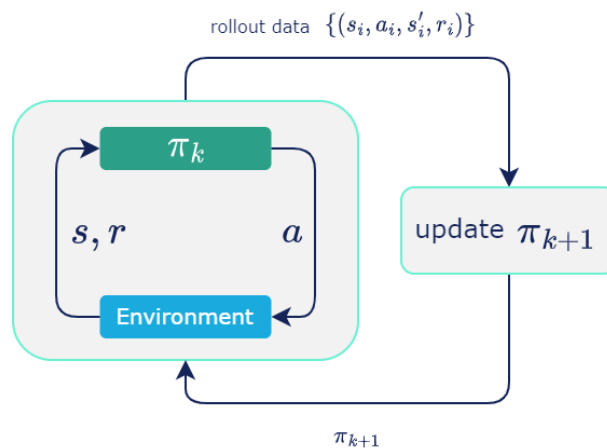 rollout data {(s_i, a_i, s'_i, r_i)}
π_k
s, r
a
update π_{k+1}
Environment
π_{k+1}